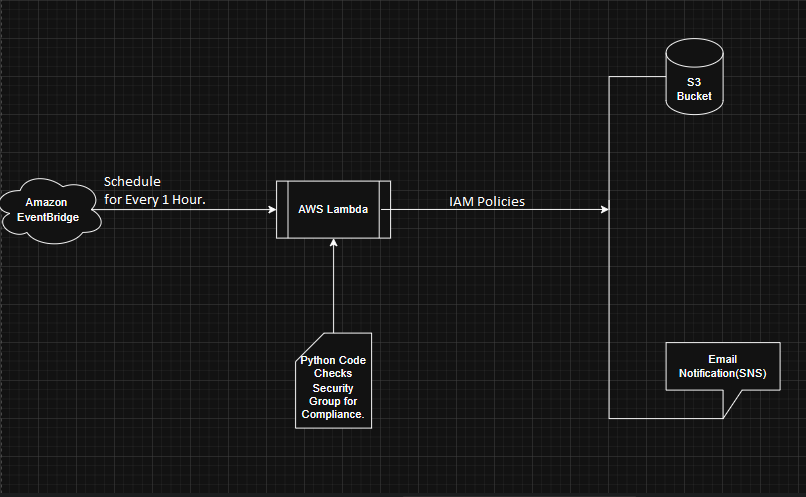 S3
Bucket
Schedule
for Every 1 Hour.
Amazon
EventBridge
AWS Lambda
IAM Policies
Python Code
Checks
Security
Group for
Compliance.
Email
Notification(SNS)